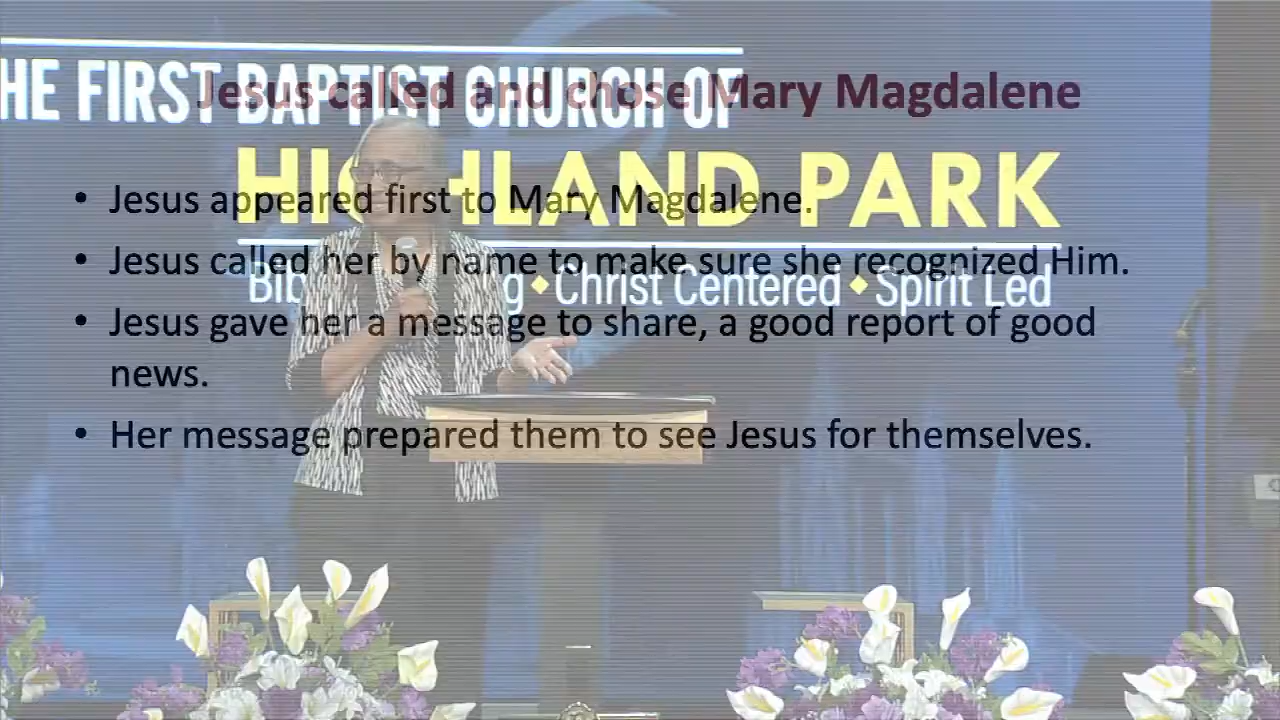 HE FIRST BAPTIST CHURCH OF
Jesus called and chose Mary Magdalene
HIGHLAND PARK
• Jesus appeared first to Mary Magdalene.
• Jesus called her by name to make sure she recognized Him.
Bib g ◆ Christ Centered ◆ Spirit Led
• Jesus gave her a message to share, a good report of good
news.
• Her message prepared them to see Jesus for themselves.